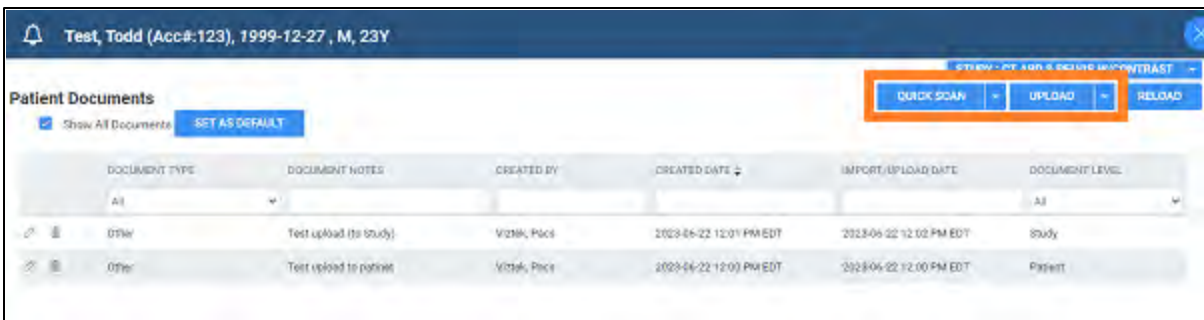 Test, Todd (Acc#:123), 1999-12-27 , M, 23Y
STUDY : CT ABD & PELVIS W/CONTRAST
Patient Documents
QUICK SCAN UPLOAD RELOAD
Show All Documents SET AS DEFAULT
DOCUMENT TYPE DOCUMENT NOTES CREATED BY CREATED DATE IMPORT/UPLOAD DATE DOCUMENT LEVEL
All All
Other Test upload (to study) Viztek, Pacs 2023-06-22 12:01 PM EDT 2023-06-22 12:02 PM EDT Study
Other Test upload to patinet Viztek, Pacs 2023-06-22 12:00 PM EDT 2023-06-22 12:00 PM EDT Patient